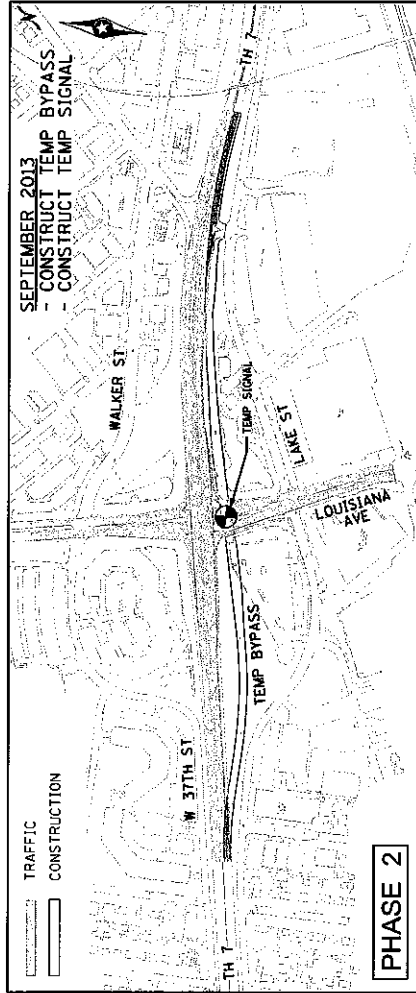 SEPTEMBER 2013
- CONSTRUCT TEMP BYPASS
- CONSTRUCT TEMP SIGNAL
TRAFFIC
CONSTRUCTION
TH 7
WALKER ST
W 37TH ST
TEMP SIGNAL
LAKE ST
LOUISIANA
AVE
TEMP BYPASS
TH 7
PHASE 2